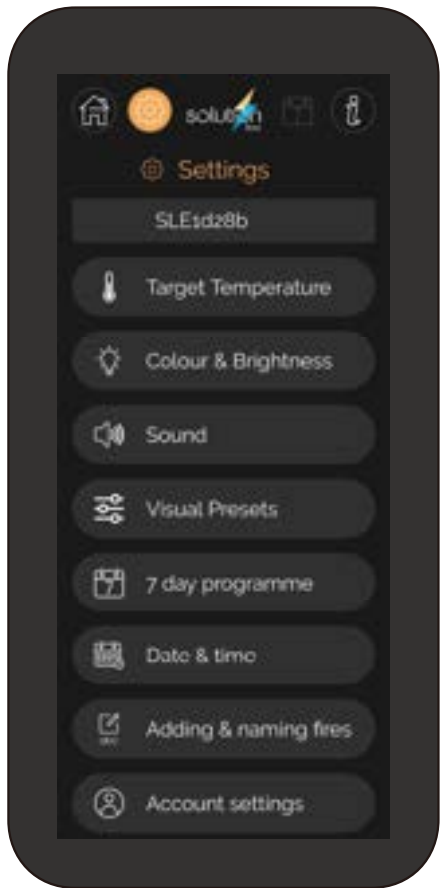 solution
Settings
SLE1d28b
Target Temperature
Colour & Brightness
Sound
Visual Presets
7 day programme
Date & time
Adding & naming fires
Account settings